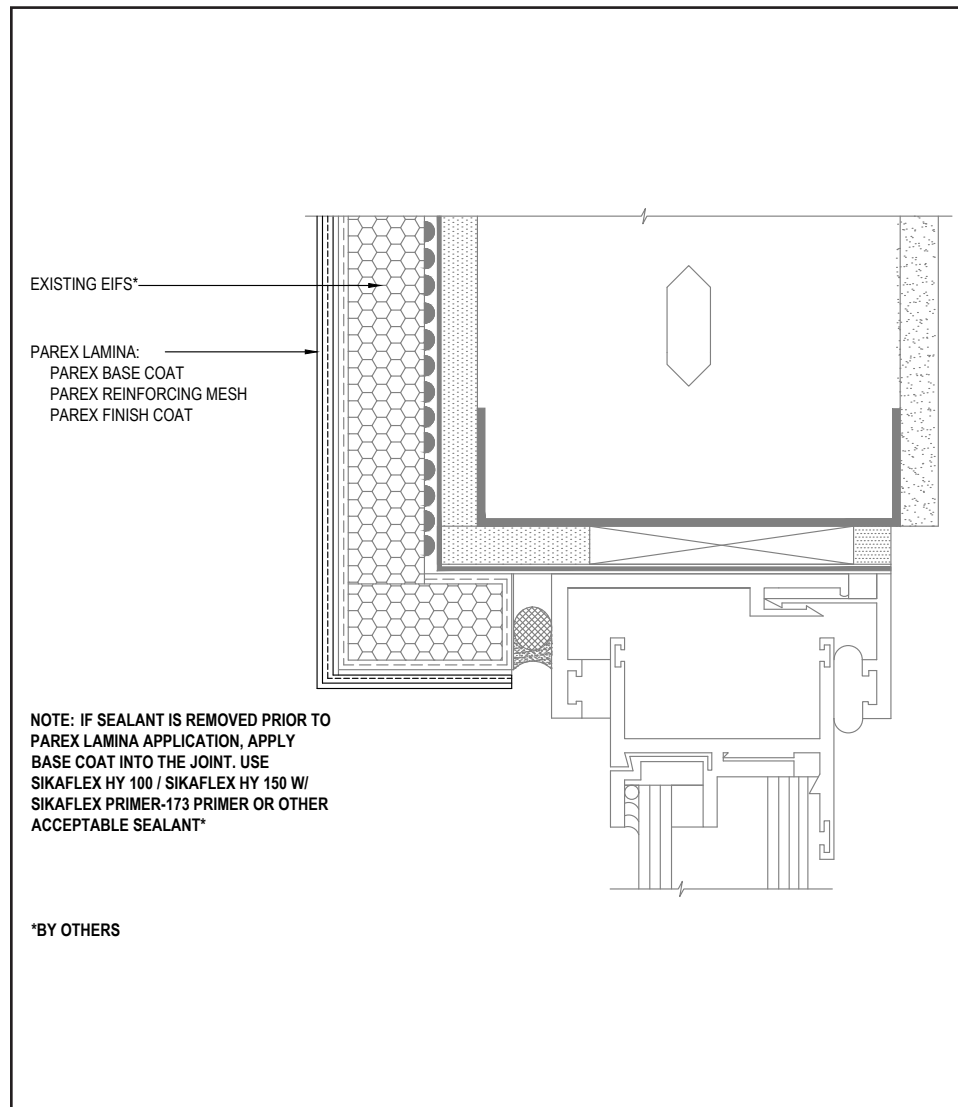 EXISTING EIFS*
PAREX LAMINA:
PAREX BASE COAT
PAREX REINFORCING MESH
PAREX FINISH COAT
NOTE: IF SEALANT IS REMOVED PRIOR TO
PAREX LAMINA APPLICATION, APPLY
BASE COAT INTO THE JOINT. USE
SIKAFLEX HY 100 / SIKAFLEX HY 150 W/
SIKAFLEX PRIMER-173 PRIMER OR OTHER
ACCEPTABLE SEALANT*
*BY OTHERS